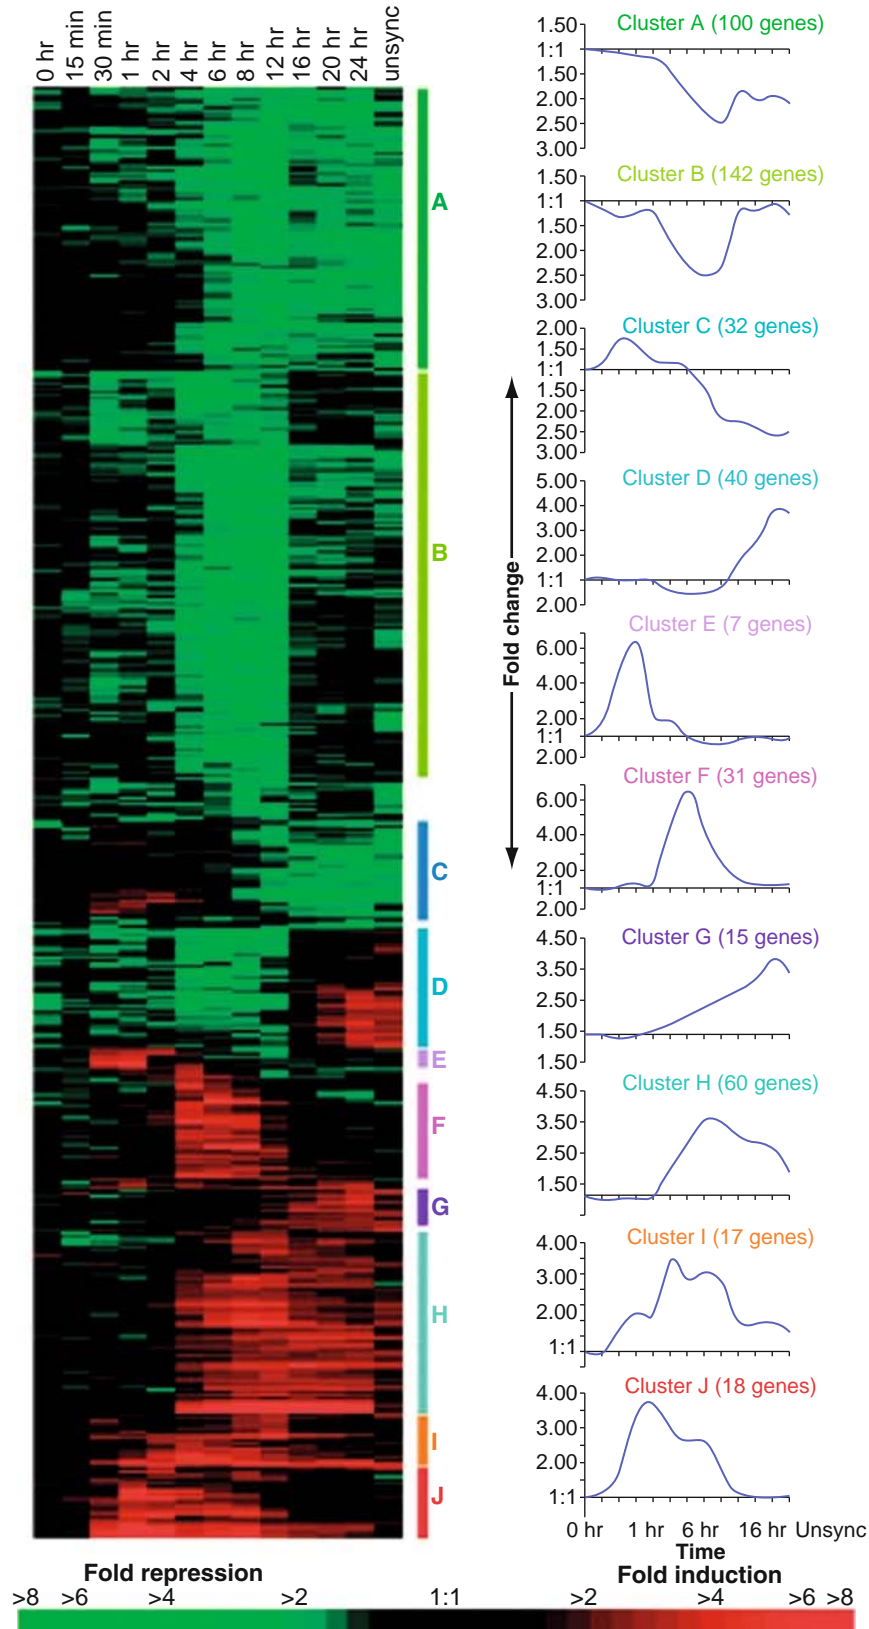 0 hr
15 min
30 min
1 hr
2 hr
4 hr
6 hr
8 hr
12 hr
16 hr
20 hr
24 hr
unsync
A
B
C
D
E
F
G
H
I
J
Fold change
Cluster A (100 genes)
1.50
1:1
1.50
2.00
2.50
3.00
Cluster B (142 genes)
1.50
1:1
1.50
2.00
2.50
3.00
Cluster C (32 genes)
2.00
1.50
1:1
1.50
2.00
2.50
3.00
Cluster D (40 genes)
5.00
4.00
3.00
2.00
1:1
2.00
Cluster E (7 genes)
6.00
4.00
2.00
1:1
2.00
Cluster F (31 genes)
6.00
4.00
2.00
1:1
2.00
Cluster G (15 genes)
4.50
3.50
2.50
1.50
1.50
Cluster H (60 genes)
4.50
3.50
2.50
1.50
Cluster I (17 genes)
4.00
3.00
2.00
1:1
Cluster J (18 genes)
4.00
3.00
2.00
1:1
0 hr 1 hr 6 hr 16 hr Unsync
Time
Fold repression Fold induction
>8 >6 >4 >2 1:1 >2 >4 >6 >8